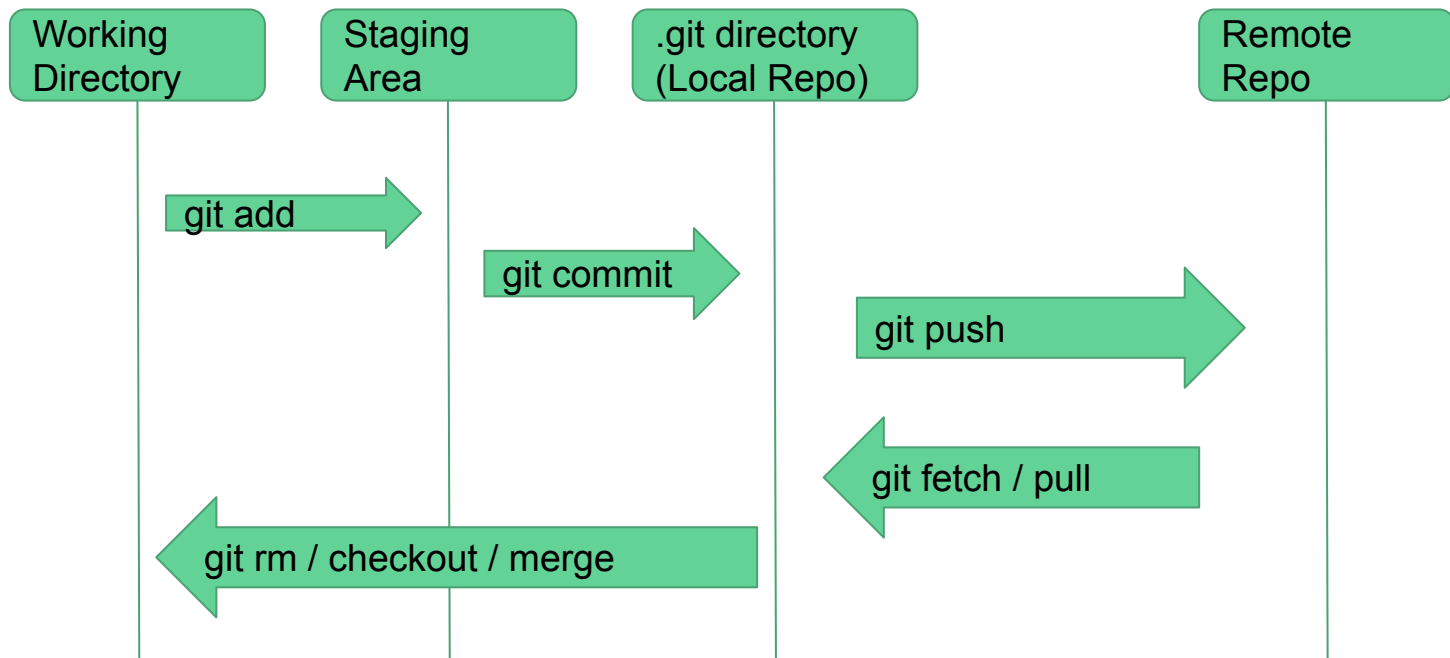 Working
Directory
Staging
Area
.git directory
(Local Repo)
Remote
Repo
git add
git commit
git push
git fetch / pull
git rm / checkout / merge